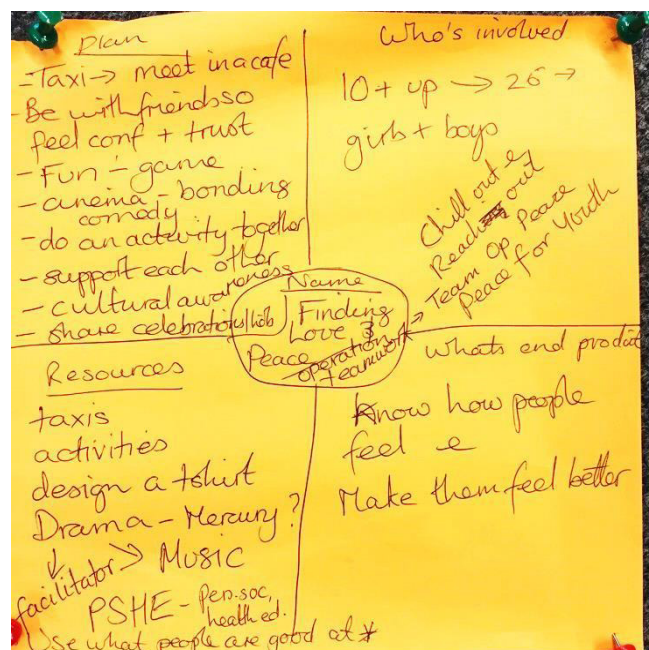 Plan
- Taxi → meet in a cafe
- Be with friends so
feel conf + trust
- Fun - game
- cinema - bonding
comedy
- do an activity together
- support each other
- cultural awareness
- share celebrations/hols
Who's involved
10+ up → 25 →
girls + boys
Chill out &
Reach out
Team Op Peace
Peace for Youth
Name
Finding
Love &
Peace
operation
teamwork
Resources
taxis
activities
design a tshirt
Drama - Mercury?
facilitator → Music
PSHE - Per.soc,
health ed.
Use what people are good at *
Whats end product
Know how people
feel &
Make them feel better